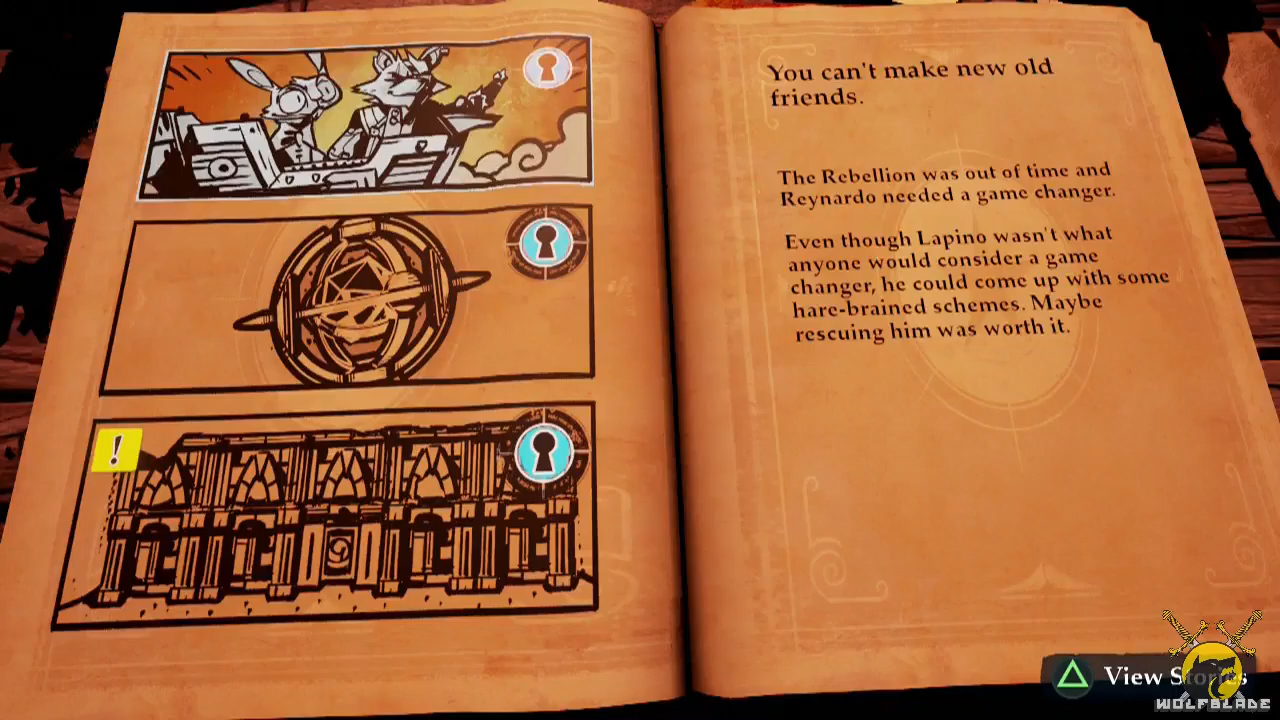 You can't make new old
friends.
The Rebellion was out of time and
Reynardo needed a game changer.
Even though Lapino wasn't what
anyone would consider a game
changer, he could come up with some
hare-brained schemes. Maybe
rescuing him was worth it.
!
View Stories
WOLFBLADE